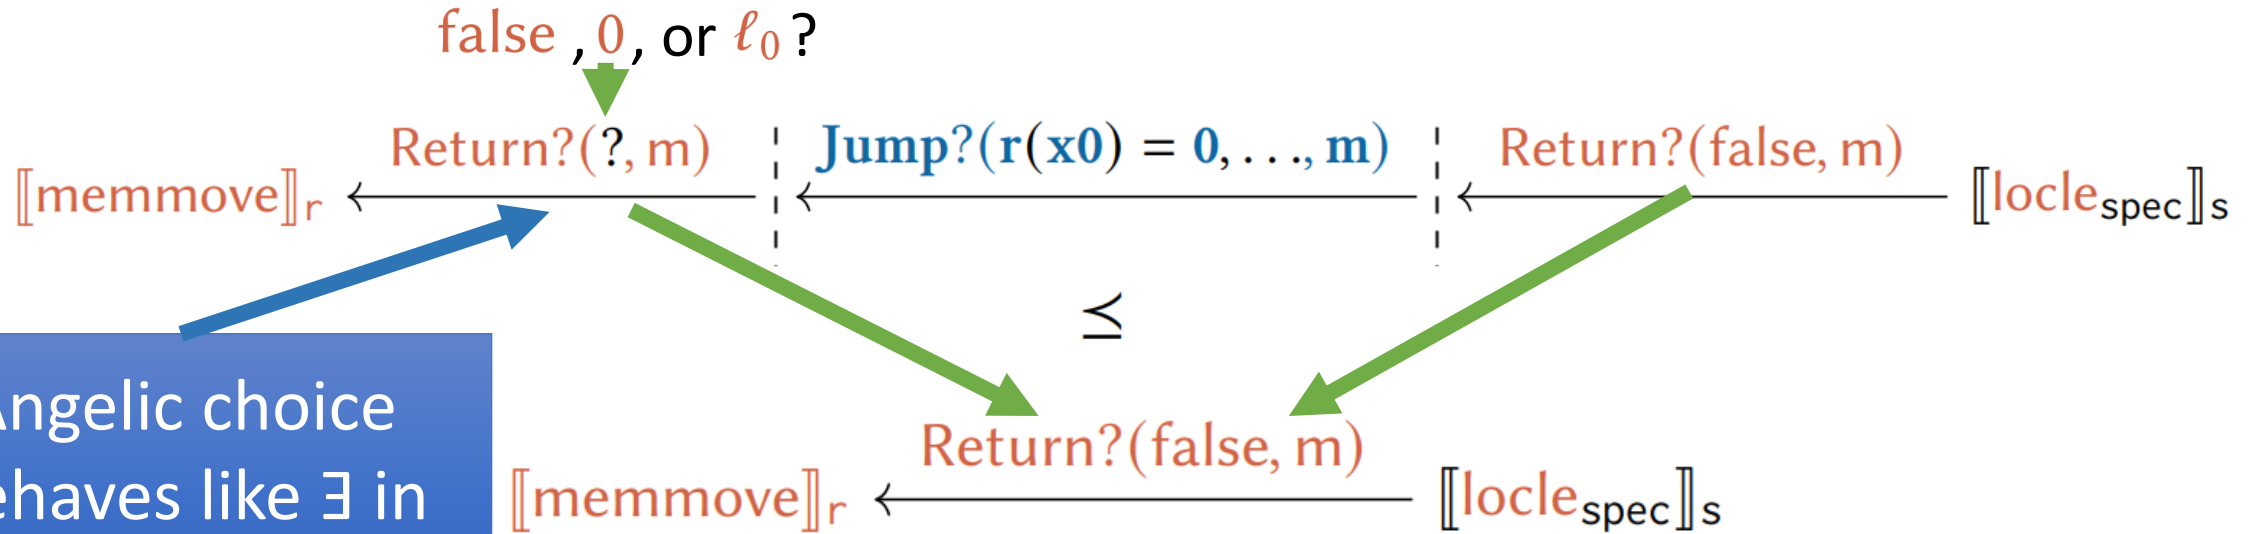 false , 0, or ℓ₀ ?
Return?(?, m)
Jump?(r(x0) = 0, . . ., m)
Return?(false, m)
⟦memmove⟧r
⟦loclespec⟧s
⪯
Angelic choice
ehaves like ∃ in
Return?(false, m)
⟦memmove⟧r
⟦loclespec⟧s